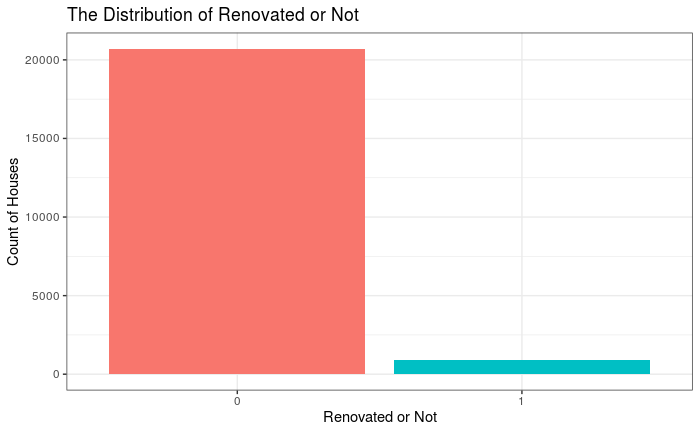 The Distribution of Renovated or Not
Count of Houses
20000
15000
10000
5000
0
0 1
Renovated or Not